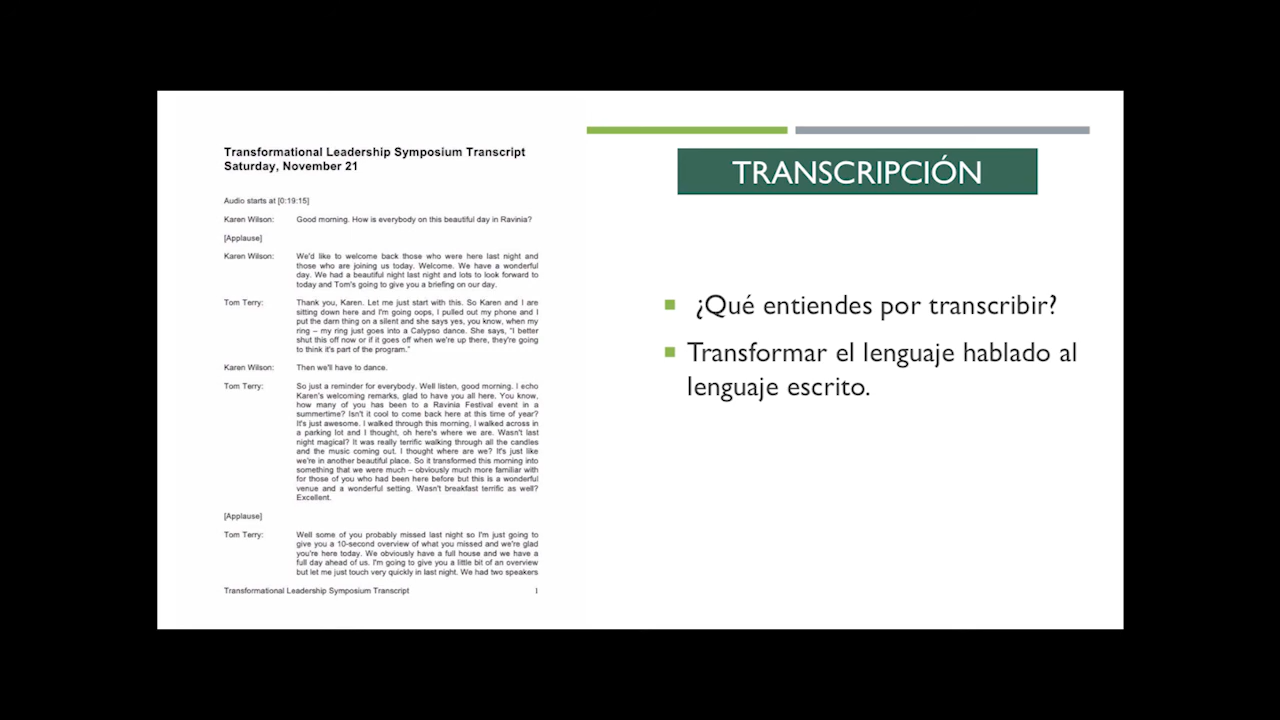 Transformational Leadership Symposium Transcript
Saturday, November 21
Audio starts at [0:19:15]
Karen Wilson: Good morning. How is everybody on this beautiful day in Ravinia?
[Applause]
Karen Wilson: We'd like to welcome back those who were here last night and
those who are joining us today. Welcome. We have a wonderful
day. We had a beautiful night last night and lots to look forward to
today and Tom's going to give you a briefing on our day.
Tom Terry: Thank you, Karen. Let me just start with this. So Karen and I are
sitting down here and I'm going oops, I pulled out my phone and I
put the darn thing on a silent and she says yes, you know, when my
ring – my ring just goes into a Calypso dance. She says, "I better
shut this off now or if it goes off when we're up there, they're going
to think it's part of the program."
Karen Wilson: Then we'll have to dance.
Tom Terry: So just a reminder for everybody. Well listen, good morning. I echo
Karen's welcoming remarks, glad to have you all here. You know,
how many of you has been to a Ravinia Festival event in a
summertime? Isn't it cool to come back here at this time of year?
It's just awesome. I walked through this morning, I walked across in
a parking lot and I thought, oh here's where we are. Wasn't last
night magical? It was really terrific walking through all the candles
and the music coming out. I thought where are we? It's just like
we're in another beautiful place. So it transformed this morning into
something that we were much – obviously much more familiar with
for those of you who had been here before but this is a wonderful
venue and a wonderful setting. Wasn't breakfast terrific as well?
Excellent.
[Applause]
Tom Terry: Well some of you probably missed last night so I'm just going to
give you a 10-second overview of what you missed and we're glad
you're here today. We obviously have a full house and we have a
full day ahead of us. I'm going to give you a little bit of an overview
but let me just touch very quickly in last night. We had two speakers
Transformational Leadership Symposium Transcript 1
TRANSCRIPCIÓN
¿Qué entiendes por transcribir?
Transformar el lenguaje hablado al
lenguaje escrito.